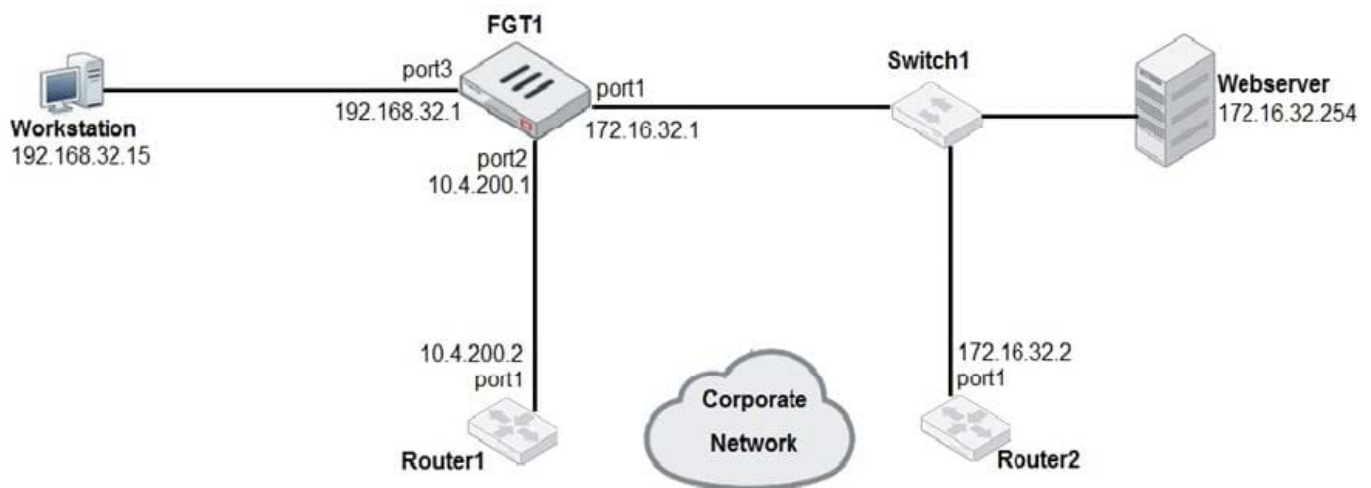 FGT1
port3
192.168.32.1
port1
172.16.32.1
port2
10.4.200.1
Workstation
192.168.32.15
Switch1
Webserver
172.16.32.254
10.4.200.2
port1
Router1
Corporate
Network
172.16.32.2
port1
Router2